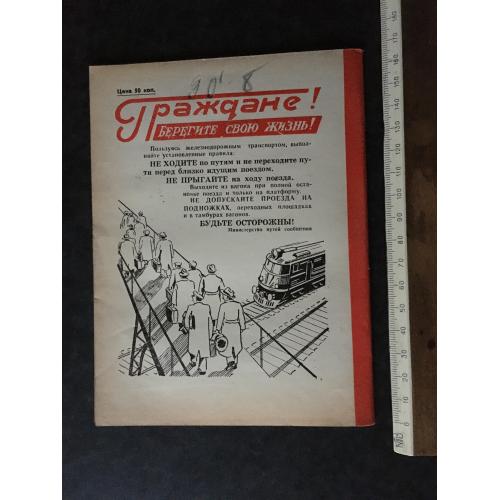 901-8
Цена 50 коп.
Граждане!
БЕРЕГИТЕ СВОЮ ЖИЗНЬ!
Пользуясь железнодорожным транспортом, выпол-
няйте установленные правила:
НЕ ХОДИТЕ по путям и не переходите пу-
ти перед близко идущим поездом.
НЕ ПРЫГАЙТЕ на ходу поезда.
Выходите из вагона при полной оста-
новке поезда и только на платформу.
НЕ ДОПУСКАЙТЕ ПРОЕЗДА НА
ПОДНОЖКАХ, переходных площадках
и в тамбурах вагонов.
БУДЬТЕ ОСТОРОЖНЫ!
Министерство путей сообщения